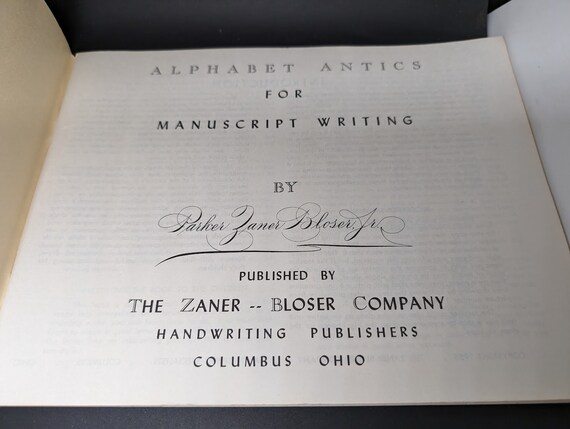 ALPHABET ANTICS
FOR
MANUSCRIPT WRITING
BY
Parker Zaner Bloser, Jr.
PUBLISHED BY
THE ZANER -- BLOSER COMPANY
HANDWRITING PUBLISHERS
COLUMBUS OHIO